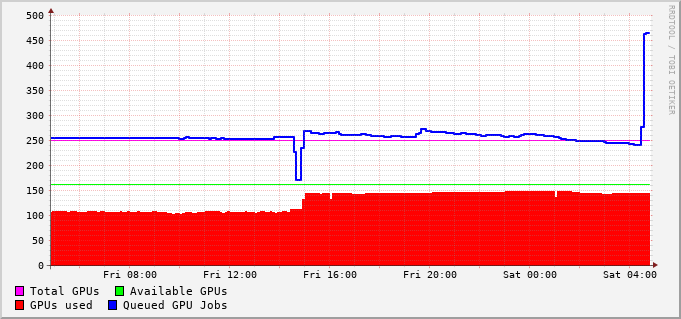 RRDTOOL / TOBI OETIKER
500
450
400
350
300
250
200
150
100
50
0
Fri 08:00 Fri 12:00 Fri 16:00 Fri 20:00 Sat 00:00 Sat 04:00
Total GPUs Available GPUs
GPUs used Queued GPU Jobs